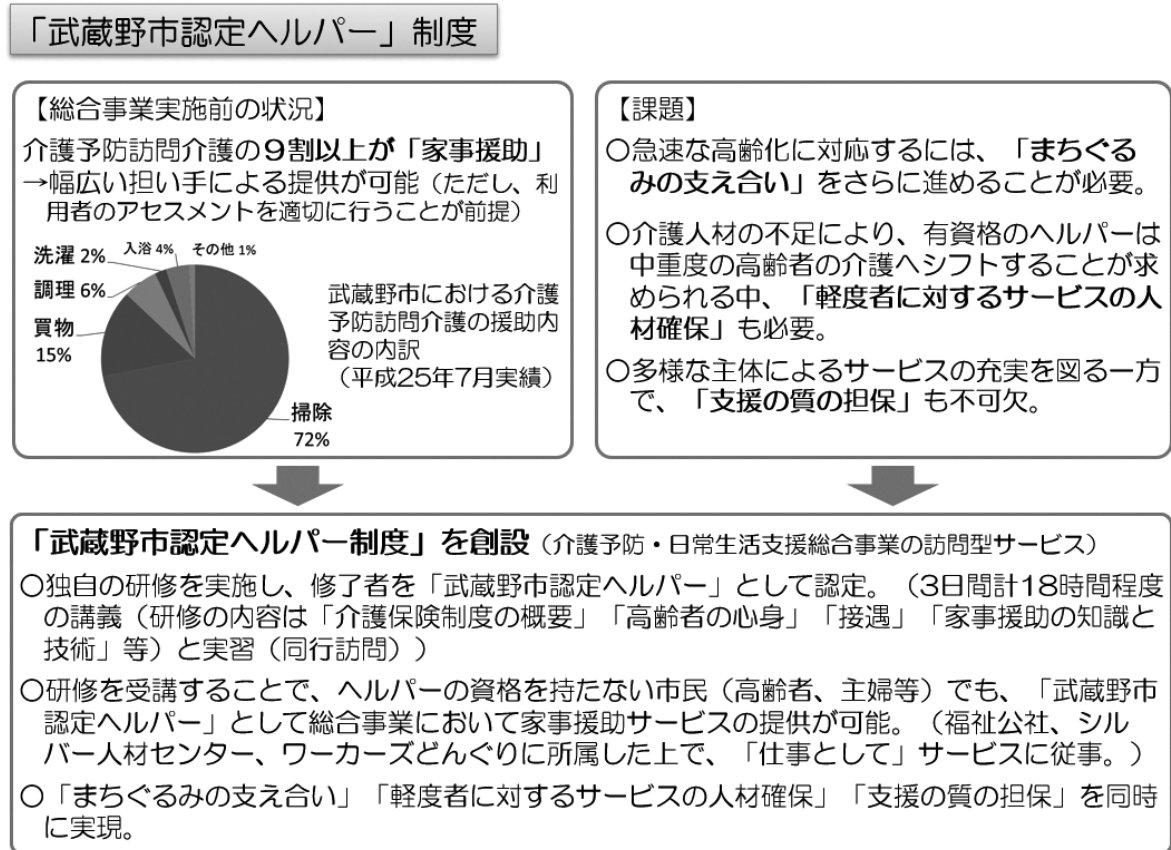 「武蔵野市認定ヘルパー」制度
【総合事業実施前の状況】
介護予防訪問介護の9割以上が「家事援助」
→幅広い担い手による提供が可能（ただし、利
用者のアセスメントを適切に行うことが前提）
洗濯 2%
入浴 4%
その他 1%
調理 6%
買物
15%
掃除
72%
武蔵野市における介護
予防訪問介護の援助内
容の内訳
（平成25年7月実績）
【課題】
○急速な高齢化に対応するには、「まちぐる
みの支え合い」をさらに進めることが必要。
○介護人材の不足により、有資格のヘルパーは
中重度の高齢者の介護へシフトすることが求
められる中、「軽度者に対するサービスの人
材確保」も必要。
○多様な主体によるサービスの充実を図る一方
で、「支援の質の担保」も不可欠。
「武蔵野市認定ヘルパー制度」を創設（介護予防・日常生活支援総合事業の訪問型サービス）
○独自の研修を実施し、修了者を「武蔵野市認定ヘルパー」として認定。（3日間計18時間程度
の講義（研修の内容は「介護保険制度の概要」「高齢者の心身」「接遇」「家事援助の知識と
技術」等）と実習（同行訪問））
○研修を受講することで、ヘルパーの資格を持たない市民（高齢者、主婦等）でも、「武蔵野市
認定ヘルパー」として総合事業において家事援助サービスの提供が可能。（福祉公社、シル
バー人材センター、ワーカーズどんぐりに所属した上で、「仕事として」サービスに従事。）
○「まちぐるみの支え合い」「軽度者に対するサービスの人材確保」「支援の質の担保」を同時
に実現。